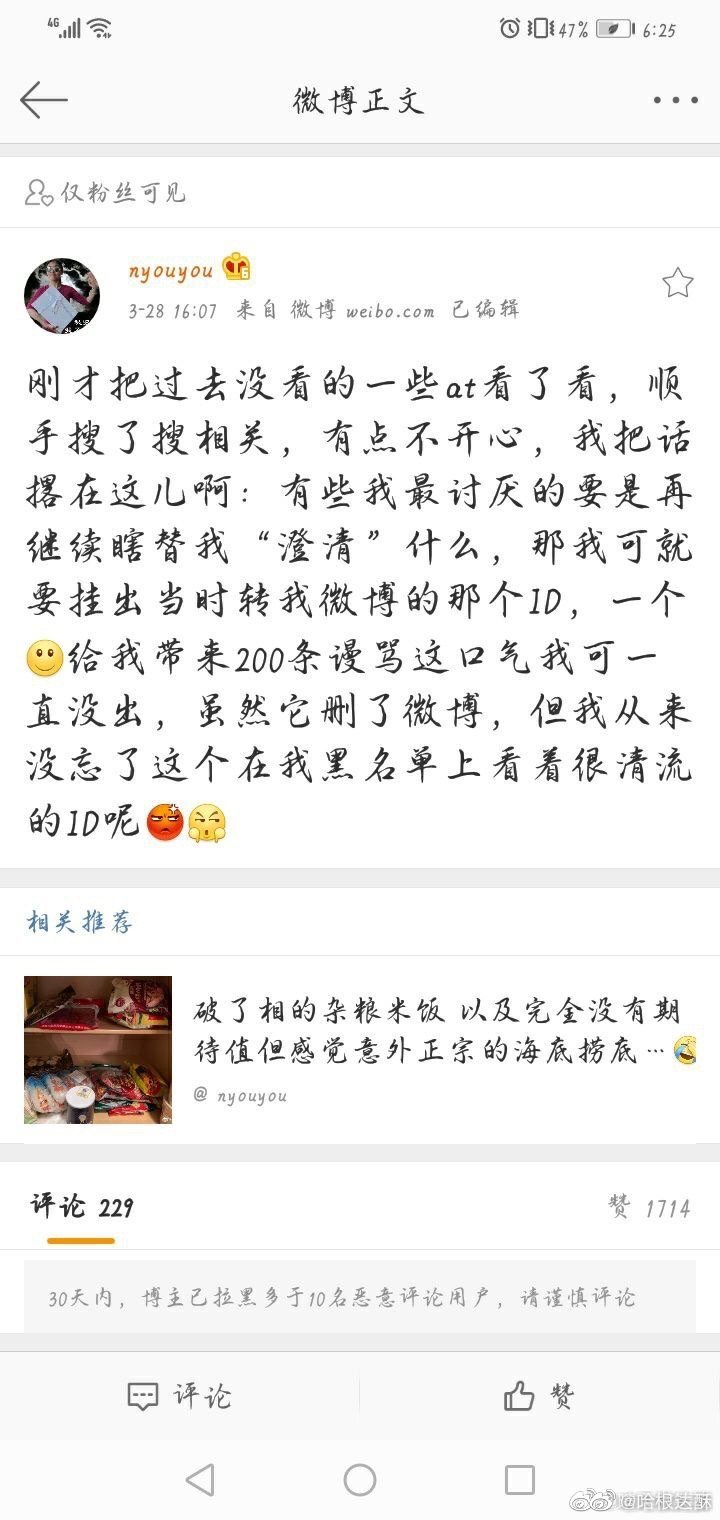 4G 47% 6:25
微博正文
仅粉丝可见
nyouyou
3-28 16:07 来自 微博 weibo.com 已编辑
刚才把过去没看的一些at看了看，顺
手搜了搜相关，有点不开心，我把话
撂在这儿啊：有些我最讨厌的要是再
继续瞎替我“澄清”什么，那我可就
要挂出当时转我微博的那个ID，一个
给我带来200条谩骂这口气我可一
直没出，虽然它删了微博，但我从来
没忘了这个在我黑名单上看着很清流
的ID呢
相关推荐
破了相的杂粮米饭 以及完全没有期
待值但感觉意外正宗的海底捞底…
@ nyouyou
评论 229
赞 1714
30天内，博主已拉黑多于10名恶意评论用户，请谨慎评论
评论
赞
@哈根达酥